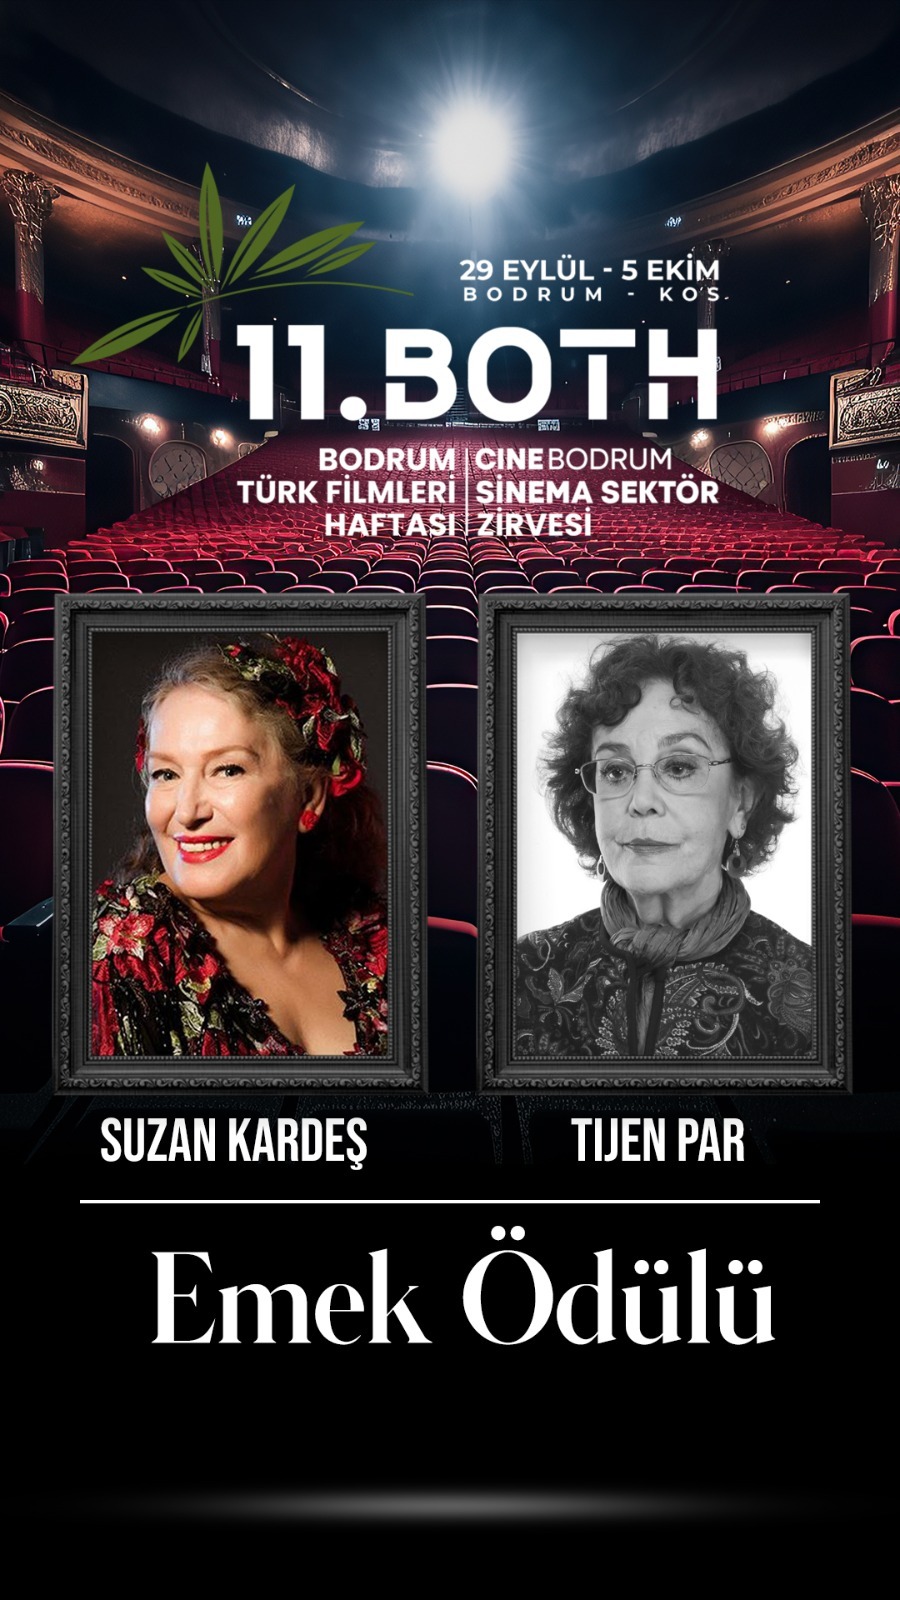 29 EYLÜL - 5 EKİM
BODRUM - KOS
11.BOTH
BODRUM
TÜRK FİLMLERİ
HAFTASI
CINEBODRUM
SİNEMA SEKTÖR
ZİRVESİ
SUZAN KARDEŞ
TIJEN PAR
Emek Ödülü